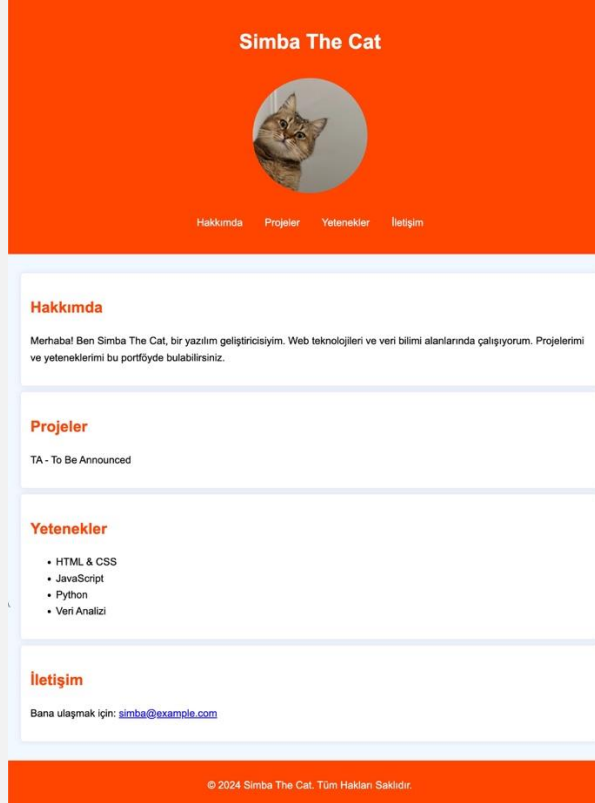 Simba The Cat
Hakkımda Projeler Yetenekler İletişim
Hakkımda
Merhaba! Ben Simba The Cat, bir yazılım geliştiricisiyim. Web teknolojileri ve veri bilimi alanlarında çalışıyorum. Projelerimi
ve yeteneklerimi bu portföyde bulabilirsiniz.
Projeler
TA - To Be Announced
Yetenekler
• HTML & CSS
• JavaScript
• Python
• Veri Analizi
İletişim
Bana ulaşmak için: simba@example.com
© 2024 Simba The Cat. Tüm Hakları Saklıdır.